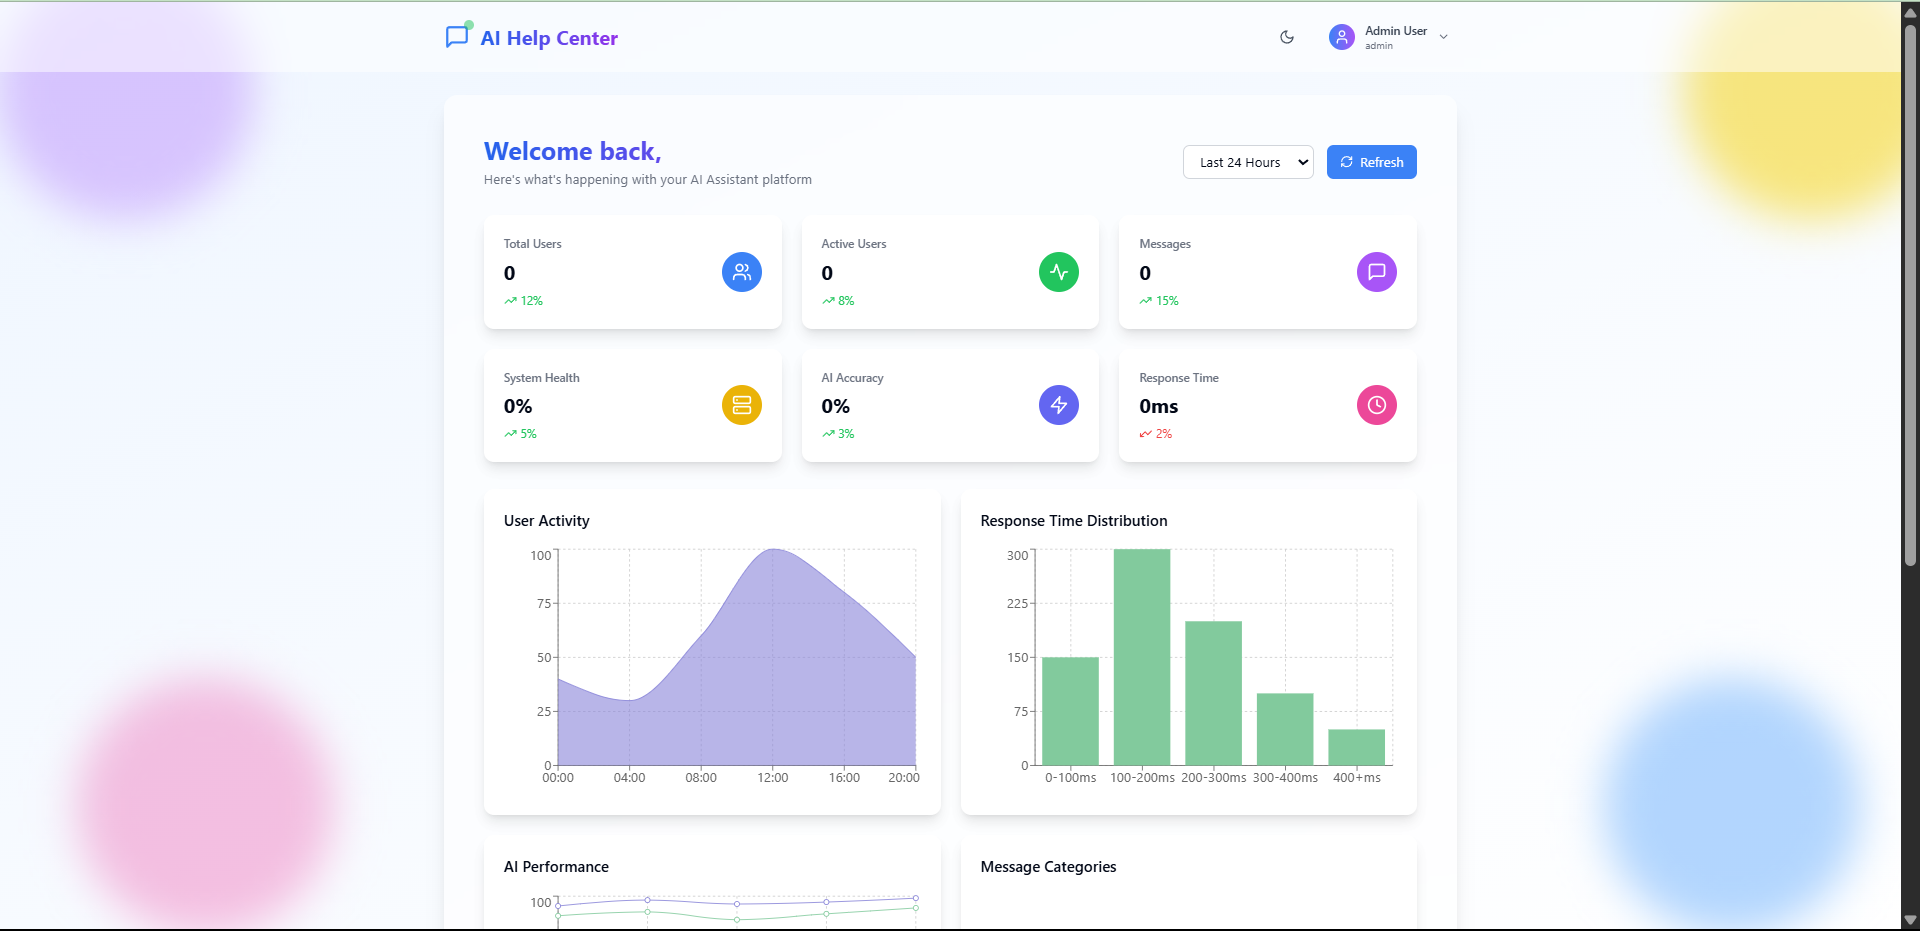 AI Help Center
Admin User
admin
Welcome back,
Here's what's happening with your AI Assistant platform
Last 24 Hours
Refresh
Total Users
0
12%
Active Users
0
8%
Messages
0
15%
System Health
0%
5%
AI Accuracy
0%
3%
Response Time
0ms
2%
User Activity
100
75
50
25
0
00:00 04:00 08:00 12:00 16:00 20:00
Response Time Distribution
300
225
150
75
0
0-100ms 100-200ms 200-300ms 300-400ms 400+ms
AI Performance
100
Message Categories